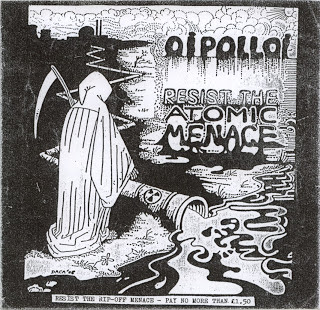 oi polloi
RESIST THE
ATOMIC
MENACE
RESIST THE RIP-OFF MENACE - PAY NO MORE THAN £1.50